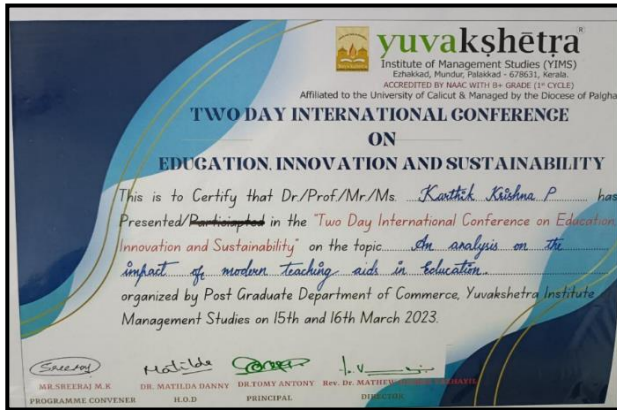 yuvakshētra®
Institute of Management Studies (YIMS)
Ezhakkad, Mundur, Palakkad - 678631, Kerala.
ACCREDITED BY NAAC WITH B+ GRADE (1st CYCLE)
Affiliated to the University of Calicut & Managed by the Diocese of Palgha
TWO DAY INTERNATIONAL CONFERENCE
ON
EDUCATION, INNOVATION AND SUSTAINABILITY
This is to Certify that Dr/Prof/Mr/Ms. Karthik Krishna P has
Presented/Particiapted in the "Two Day International Conference on Education,
Innovation and Sustainability" on the topic An analysis on the
impact of modern teaching aids in Education.
organized by Post Graduate Department of Commerce, Yuvakshetra Institute
Management Studies on 15th and 16th March 2023.
Sreeraj Matilda
MR.SREERAJ M.K DR. MATILDA DANNY DR.TOMY ANTONY Rev. Dr. MATHEW
PROGRAMME CONVENER H.O.D PRINCIPAL DIRECTOR